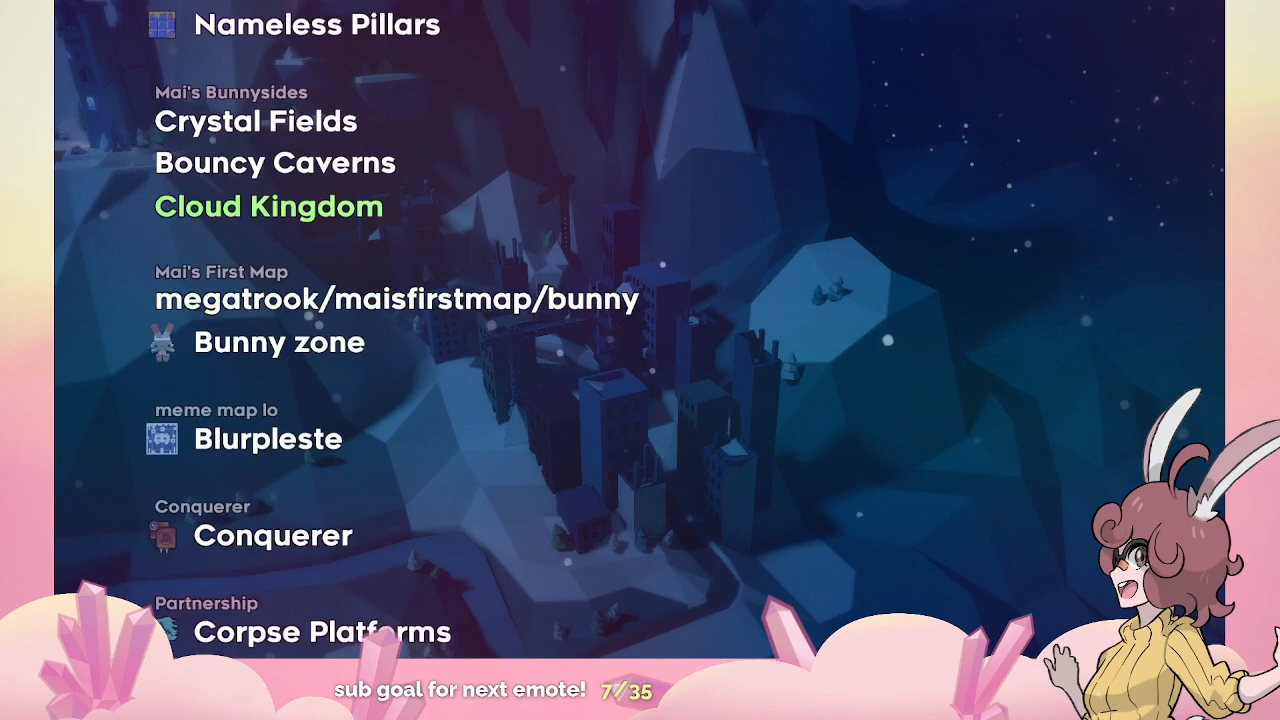 Nameless Pillars
Mai's Bunnysides
Crystal Fields
Bouncy Caverns
Cloud Kingdom
Mai's First Map
megatrook/maisfirstmap/bunny
Bunny zone
meme map lo
Blurpleste
Conquerer
Conquerer
Partnership
Corpse Platforms
sub goal for next emote! 7/35